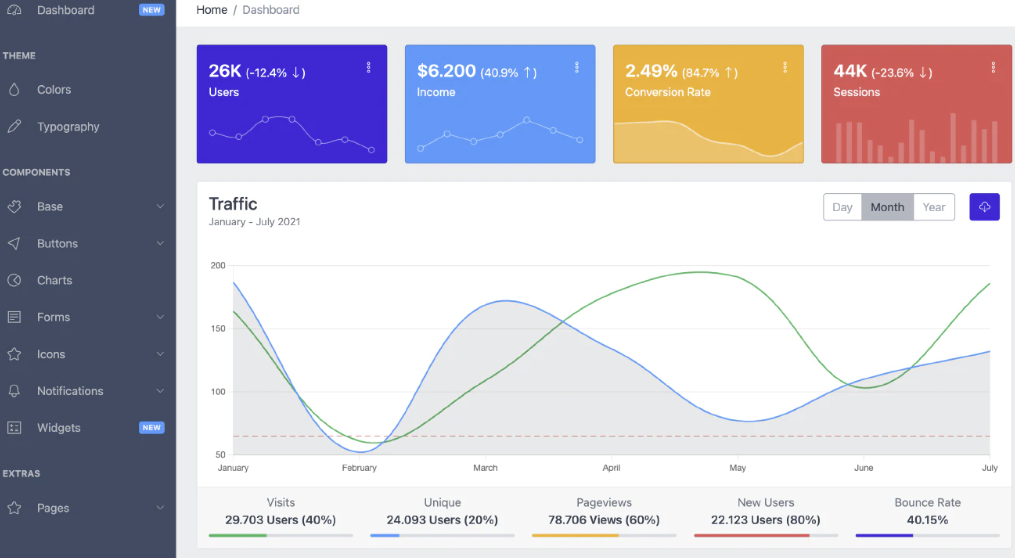 Dashboard NEW
THEME
Colors
Typography
COMPONENTS
Base
Buttons
Charts
Forms
Icons
Notifications
Widgets NEW
EXTRAS
Pages
Home / Dashboard
26K (-12.4% ↓)
Users
$6.200 (40.9% ↑)
Income
2.49% (84.7% ↑)
Conversion Rate
44K (-23.6% ↓)
Sessions
Traffic
January - July 2021
Day Month Year
200
150
100
50
January February March April May June July
Visits
29.703 Users (40%)
Unique
24.093 Users (20%)
Pageviews
78.706 Views (60%)
New Users
22.123 Users (80%)
Bounce Rate
40.15%